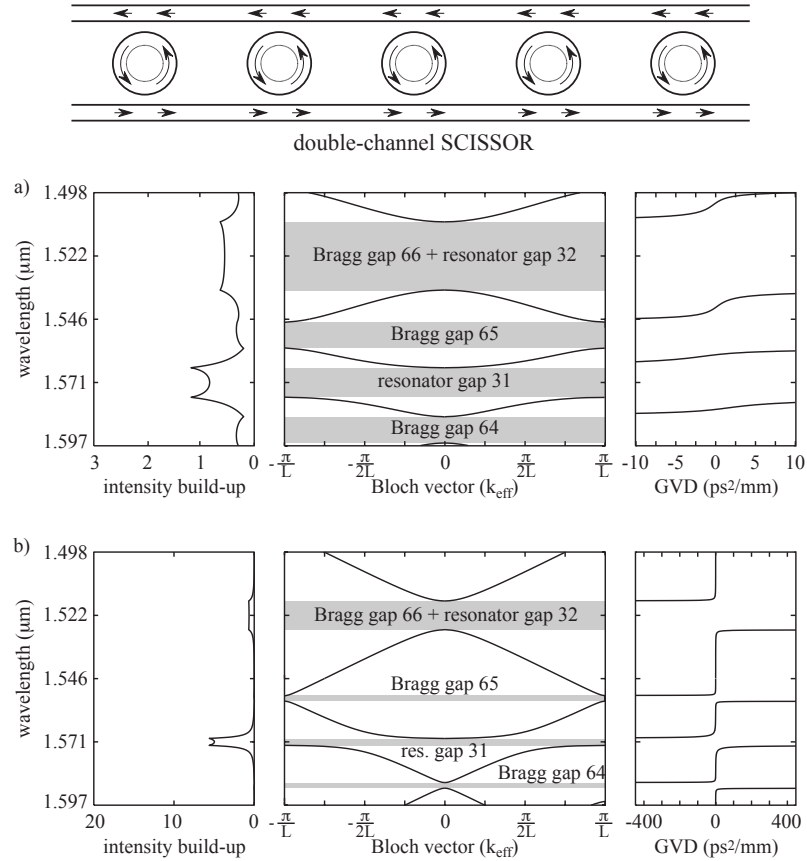 double-channel SCISSOR
a)
wavelength (μm)
1.498
1.522
1.546
1.571
1.597
3 2 1 0
intensity build-up
Bragg gap 66 + resonator gap 32
Bragg gap 65
resonator gap 31
Bragg gap 64
-π/L -π/2L 0 π/2L π/L
Bloch vector (keff)
-10 -5 0 5 10
GVD (ps2/mm)
b)
wavelength (μm)
1.498
1.522
1.546
1.571
1.597
20 10 0
intensity build-up
Bragg gap 66 + resonator gap 32
Bragg gap 65
res. gap 31
Bragg gap 64
-π/L -π/2L 0 π/2L π/L
Bloch vector (keff)
-400 -200 0 200 400
GVD (ps2/mm)